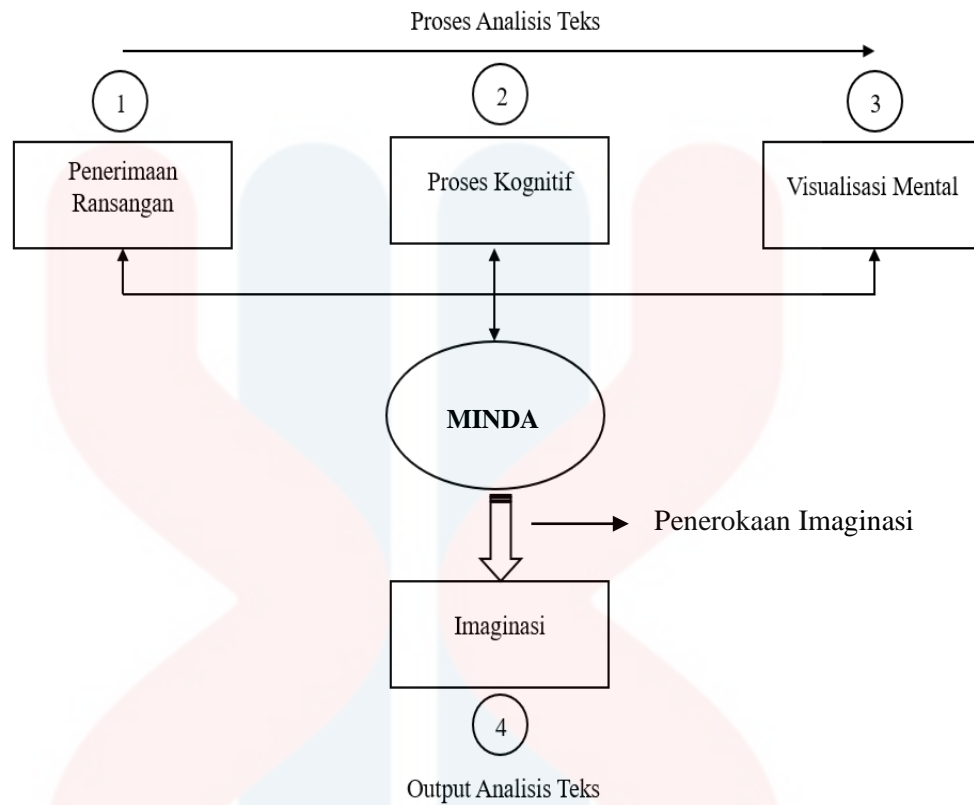 Proses Analisis Teks
1
2
3
Penerimaan
Ransangan
Proses Kognitif
Visualisasi Mental
MINDA
Penerokaan Imaginasi
Imaginasi
4
Output Analisis Teks